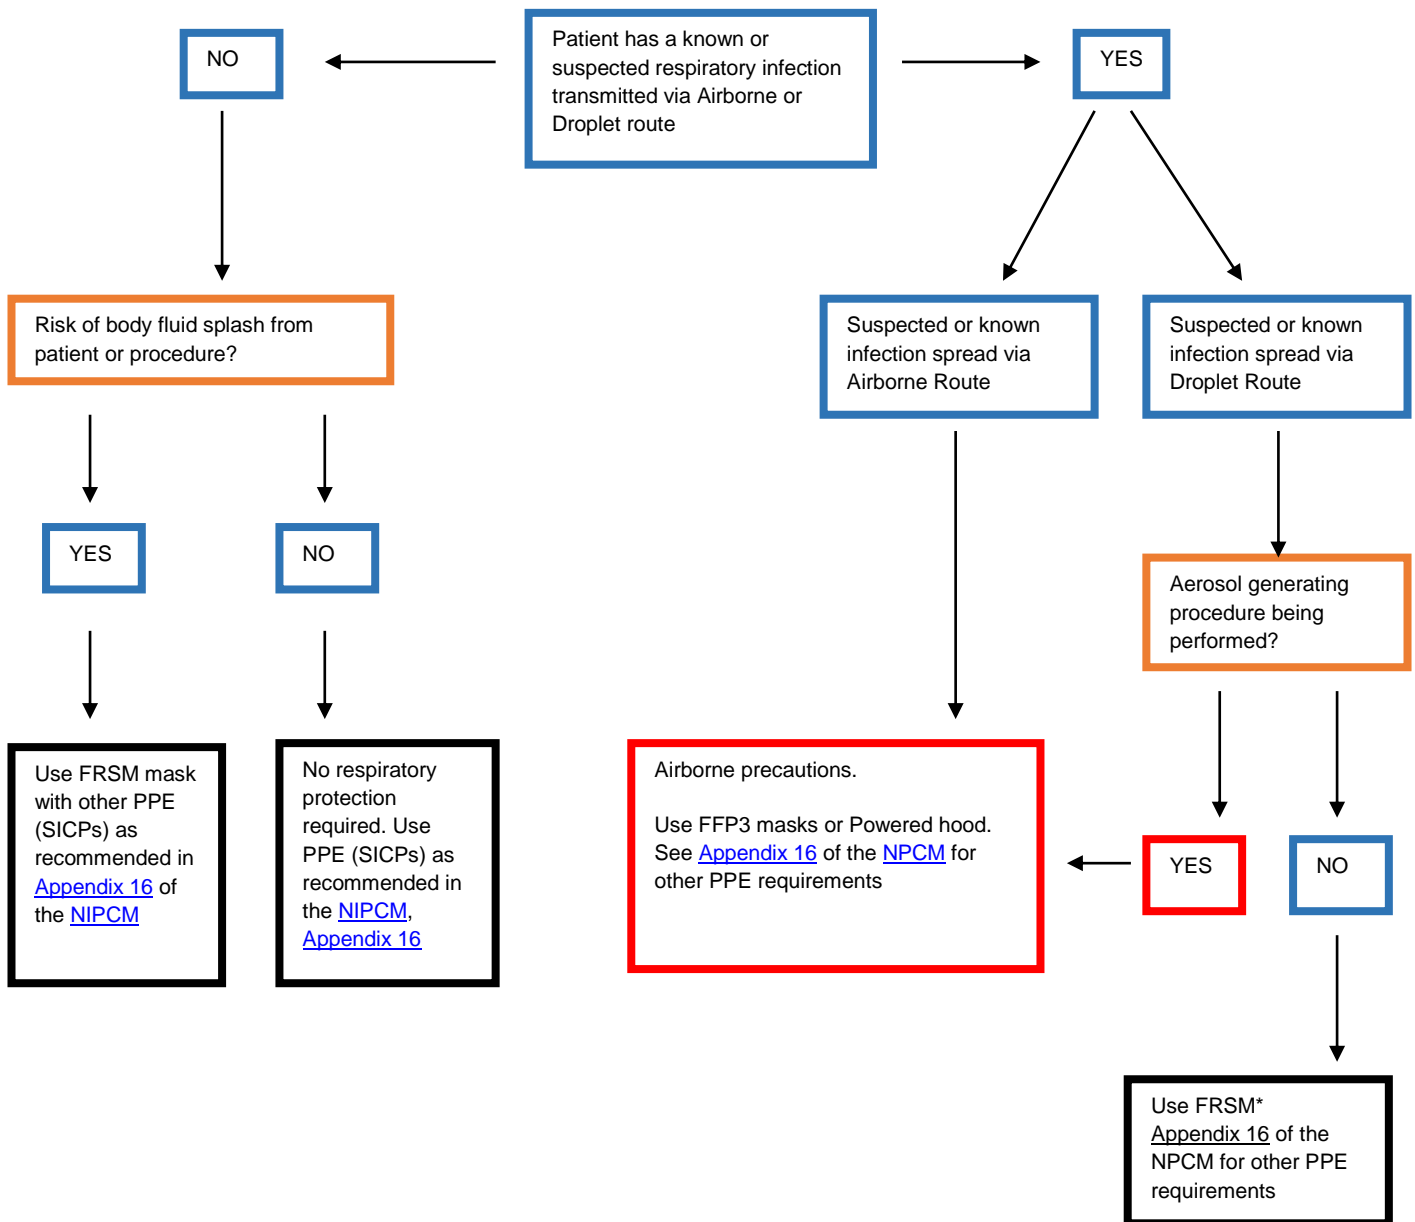 NO
Patient has a known or
suspected respiratory infection
transmitted via Airborne or
Droplet route
YES
Risk of body fluid splash from
patient or procedure?
Suspected or known
infection spread via
Airborne Route
Suspected or known
infection spread via
Droplet Route
YES
NO
Aerosol generating
procedure being
performed?
Use FRSM mask
with other PPE
(SICPs) as
recommended in
Appendix 16 of
the NIPCM
No respiratory
protection
required. Use
PPE (SICPs) as
recommended in
the NIPCM,
Appendix 16
Airborne precautions.
Use FFP3 masks or Powered hood.
See Appendix 16 of the NPCM for
other PPE requirements
YES
NO
Use FRSM*
Appendix 16 of the
NPCM for other PPE
requirements